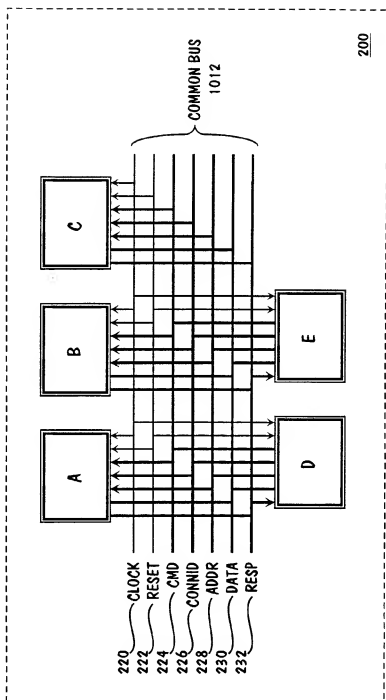 200
COMMON BUS
1012
A
B
C
D
E
220 CLOCK
222 RESET
224 CMD
226 CONNID
228 ADDR
230 DATA
232 RESP